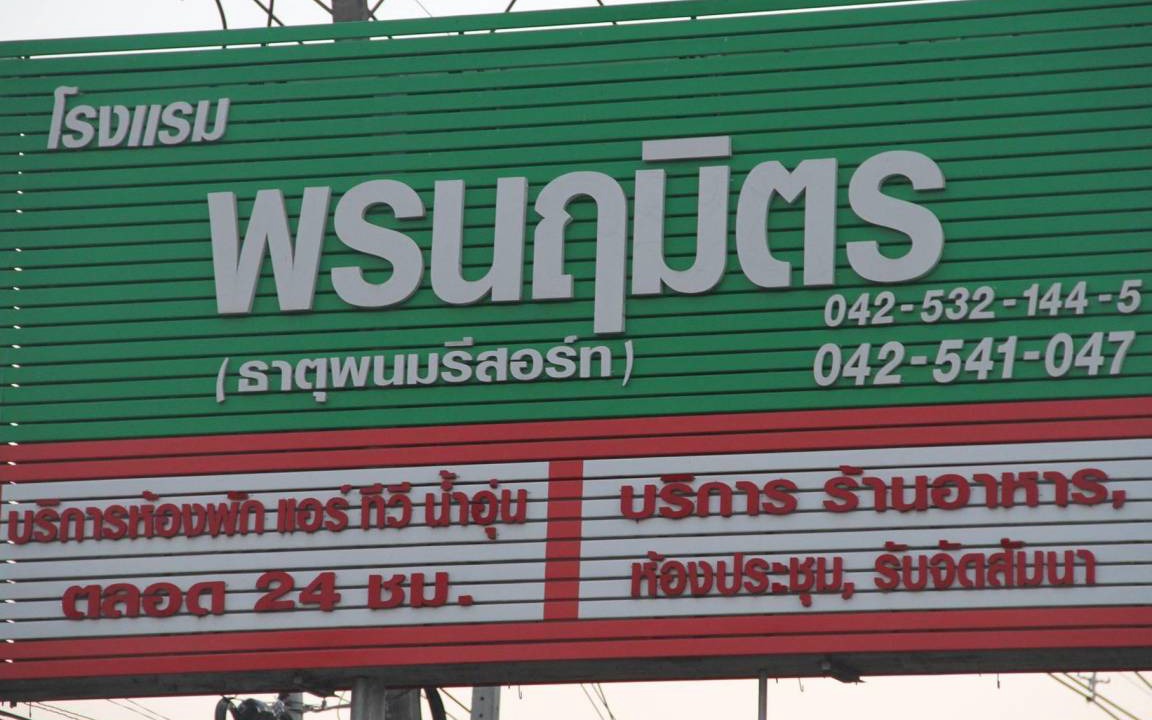 โรงแรม
พรนฤมิตร
042-532-144-5
(ธาตุพนมรีสอร์ท)
042-541-047
บริการห้องพัก แอร์ ทีวี น้ำอุ่น
ตลอด 24 ชม.
บริการ ร้านอาหาร,
ห้องประชุม, รับจัดสัมนา